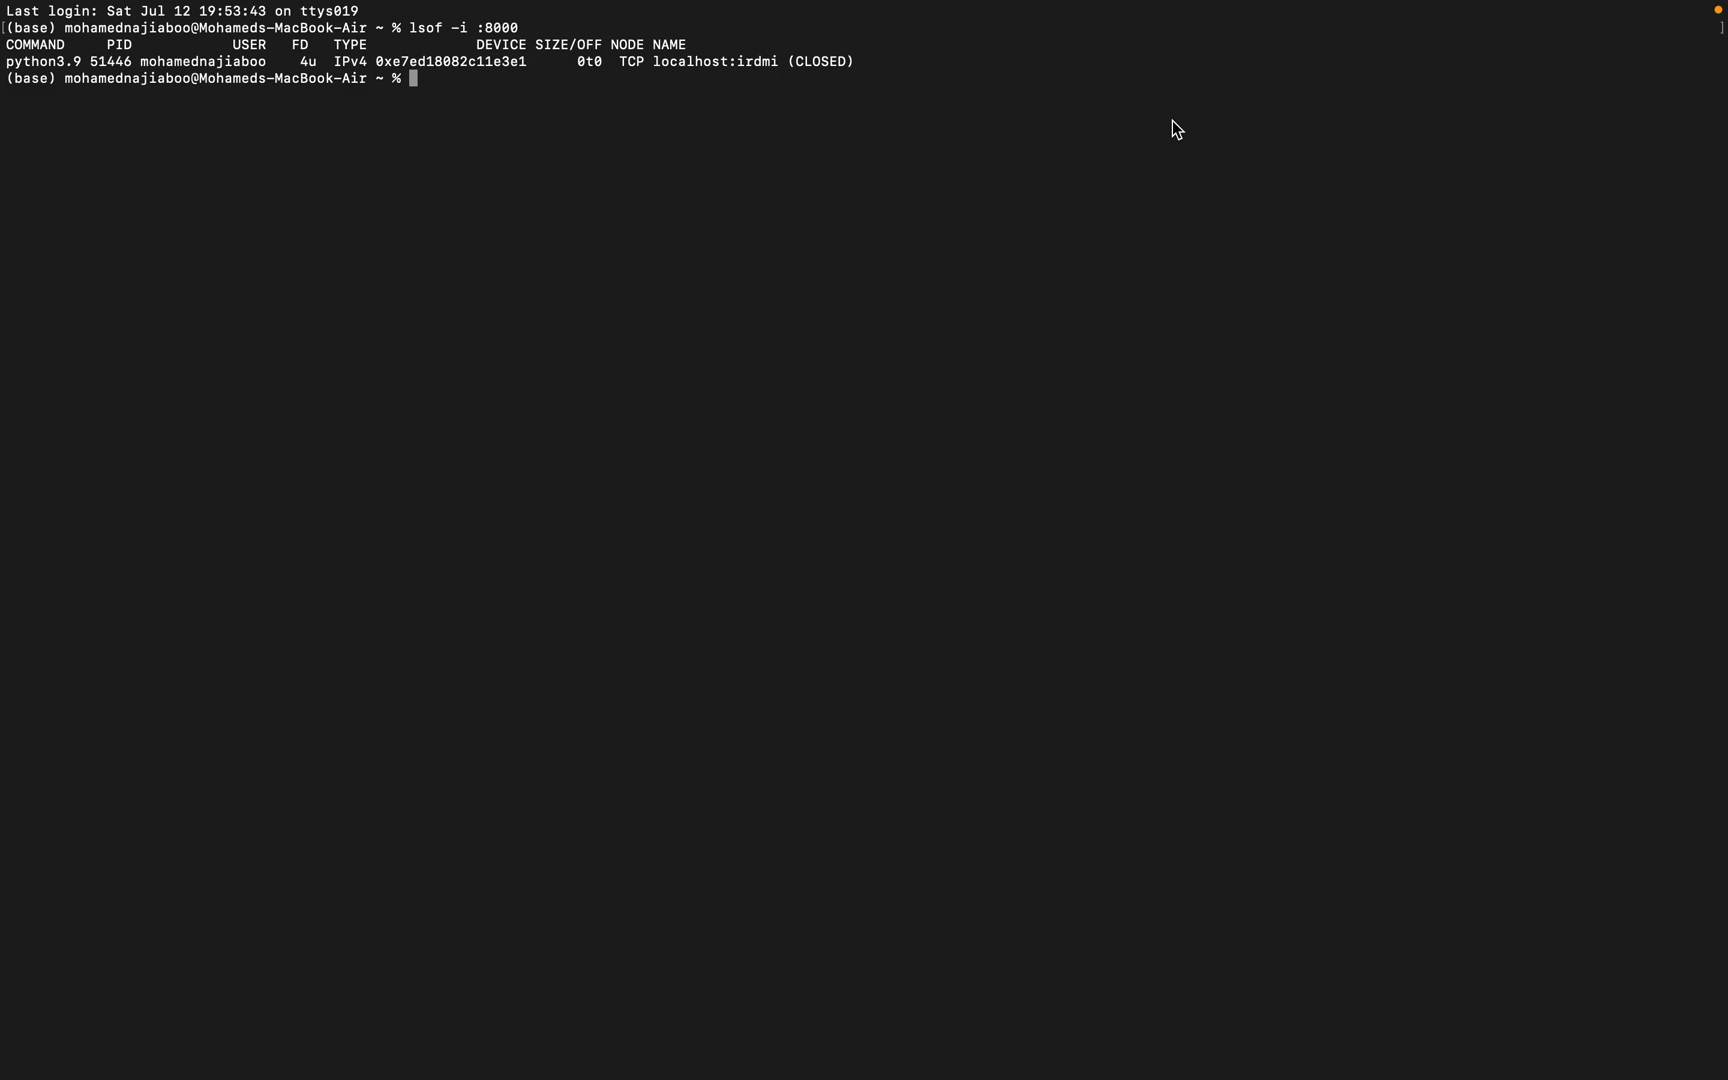 Last login: Sat Jul 12 19:53:43 on ttys019
[(base) mohamednajiaboo@Mohameds-MacBook-Air ~ % lsof -i :8000 ]
COMMAND PID USER FD TYPE DEVICE SIZE/OFF NODE NAME
python3.9 51446 mohamednajiaboo 4u IPv4 0xe7ed18082c11e3e1 0t0 TCP localhost:irdmi (CLOSED)
(base) mohamednajiaboo@Mohameds-MacBook-Air ~ %